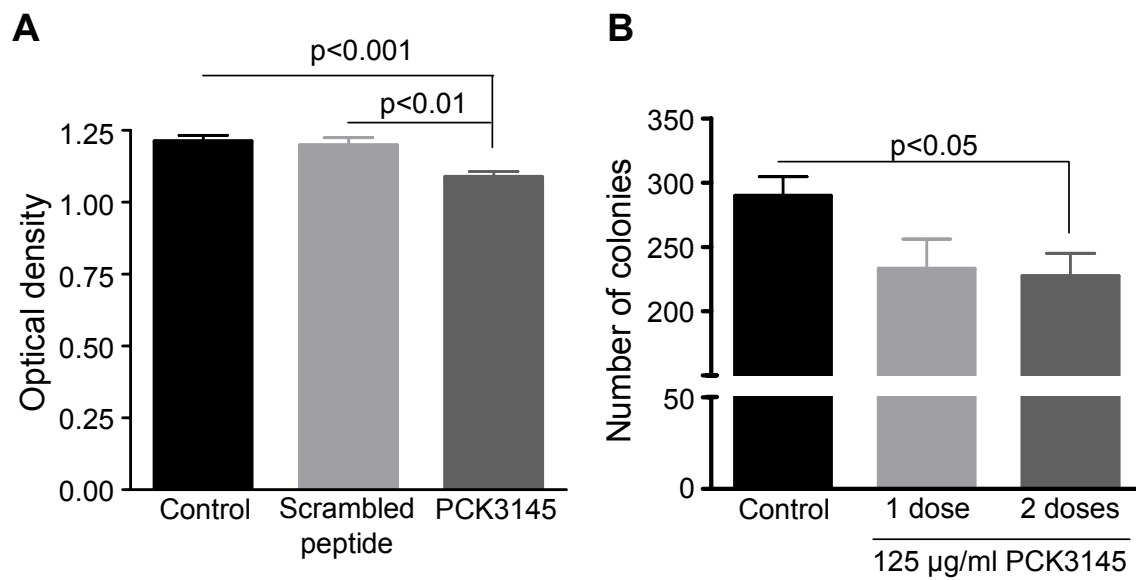 A
p<0.001
p<0.01
Optical density
1.25
1.00
0.75
0.50
0.25
0.00
Control
Scrambled
peptide
PCK3145
B
p<0.05
Number of colonies
350
300
250
200
50
0
Control
1 dose
2 doses
125 µg/ml PCK3145